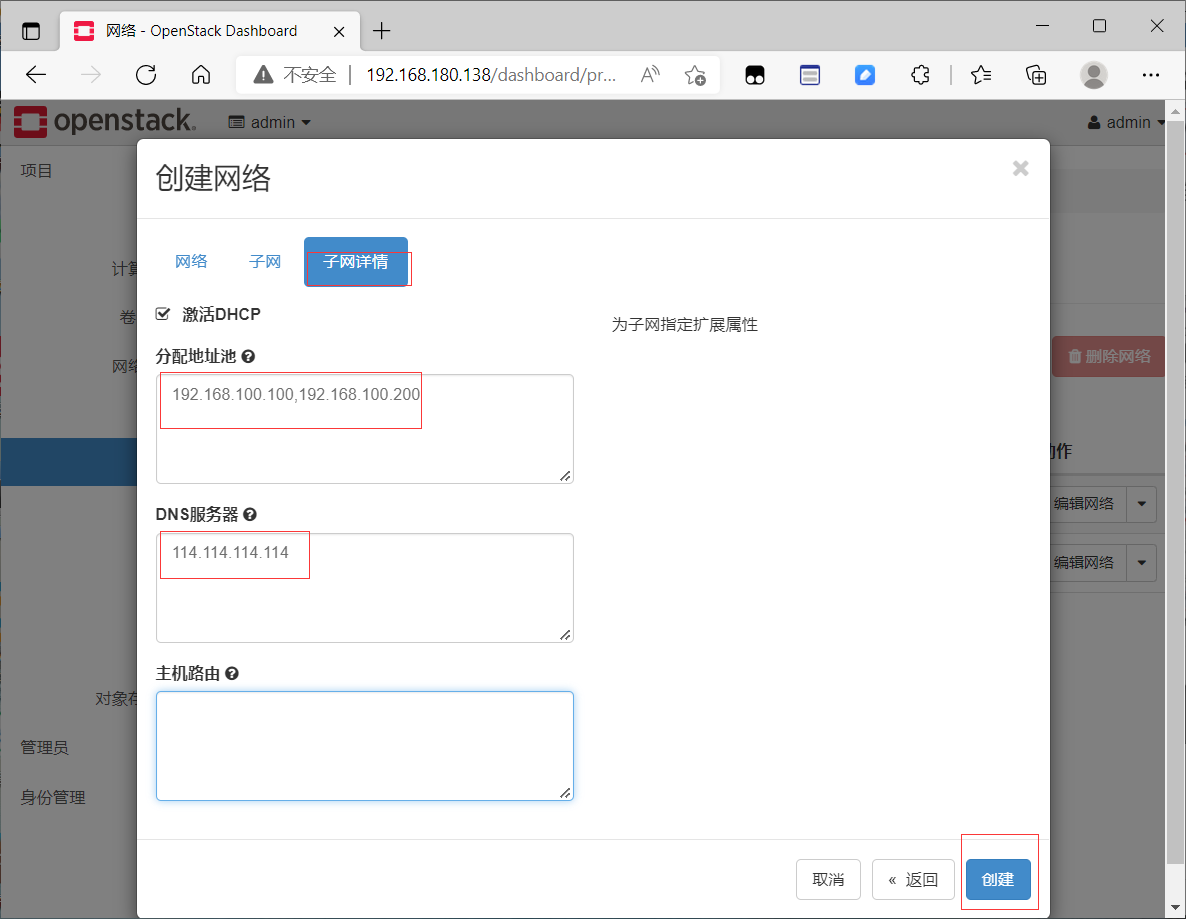 网络 - OpenStack Dashboard
不安全 192.168.180.138/dashboard/pr...
openstack. admin admin
项目
创建网络
网络 子网 子网详情
计算
激活DHCP
为子网指定扩展属性
卷
分配地址池
删除网络
网络
192.168.100.100,192.168.100.200
动作
编辑网络
DNS服务器
114.114.114.114
编辑网络
主机路由
对象存
管理员
身份管理
取消 « 返回 创建